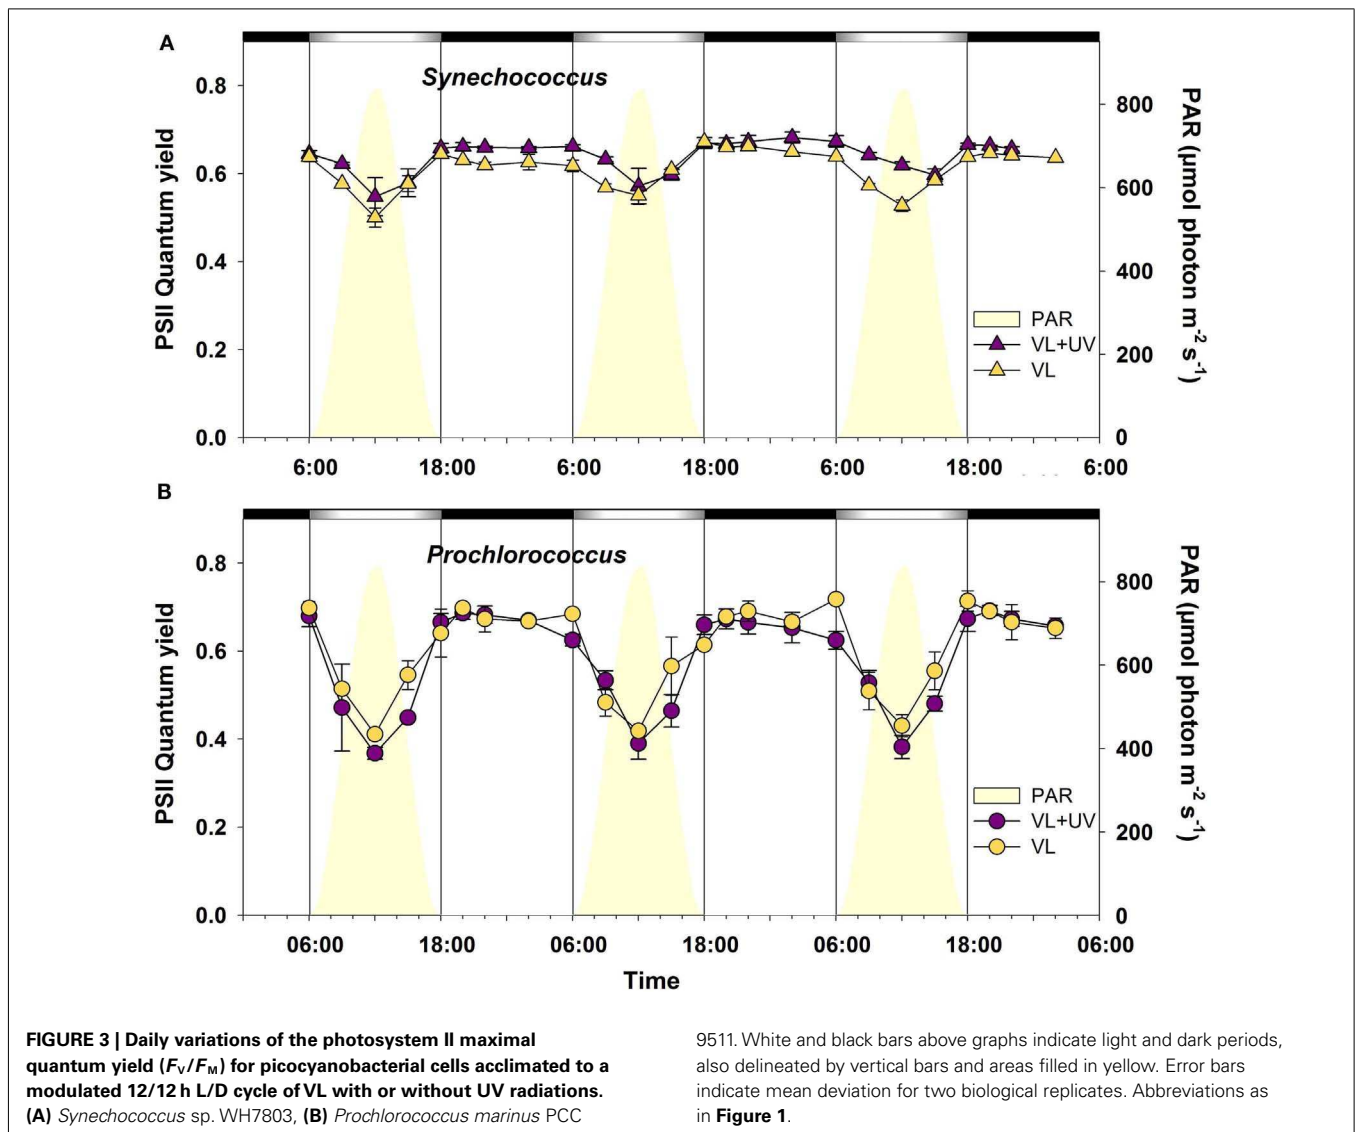 A
Synechococcus
0.8
0.6
0.4
0.2
0.0
PSII Quantum yield
800
600
400
200
0
PAR (µmol photon m-2 s-1)
PAR
VL+UV
VL
6:00 18:00 6:00 18:00 6:00 18:00 6:00
B
Prochlorococcus
0.8
0.6
0.4
0.2
0.0
PSII Quantum yield
800
600
400
200
0
PAR (µmol photon m-2 s-1)
PAR
VL+UV
VL
06:00 18:00 06:00 18:00 06:00 18:00 06:00
Time
FIGURE 3 | Daily variations of the photosystem II maximal
quantum yield (FV/FM) for picocyanobacterial cells acclimated to a
modulated 12/12 h L/D cycle of VL with or without UV radiations.
(A) Synechococcus sp. WH7803, (B) Prochlorococcus marinus PCC
9511. White and black bars above graphs indicate light and dark periods,
also delineated by vertical bars and areas filled in yellow. Error bars
indicate mean deviation for two biological replicates. Abbreviations as
in Figure 1.